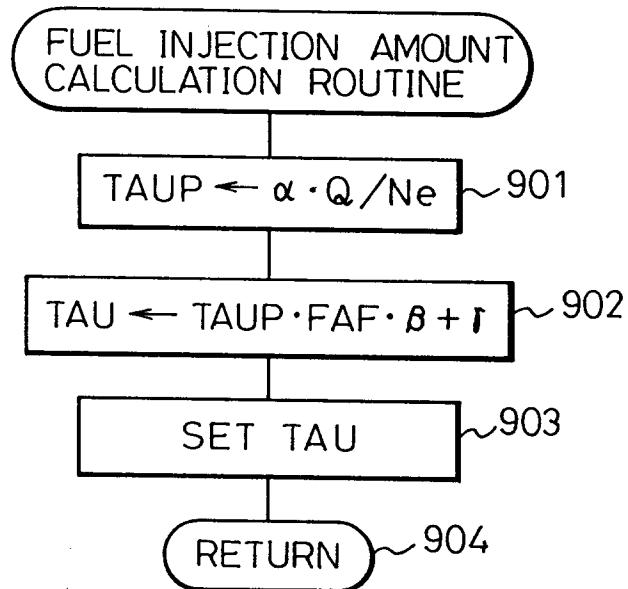 FUEL INJECTION AMOUNT
CALCULATION ROUTINE
TAUP ← α · Q / Ne
901
TAU ← TAUP · FAF · β + γ
902
SET TAU
903
RETURN
904